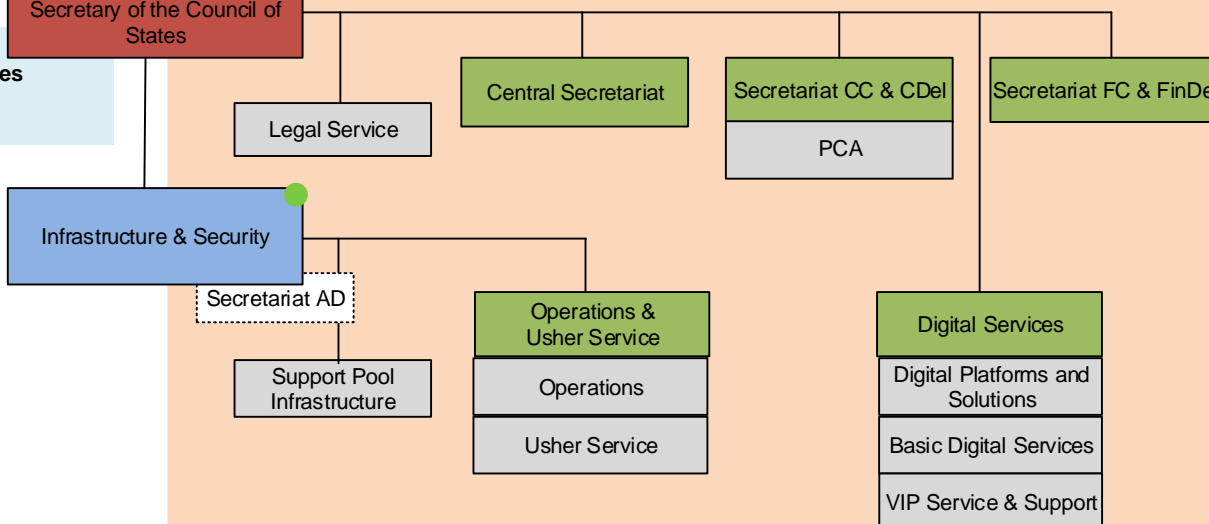 Secretary of the Council of
States
Central Secretariat
Secretariat CC & CDel
Legal Service
PCA
Infrastructure & Security
Secretariat AD
Operations &
Usher Service
Digital Services
Support Pool
Infrastructure
Operations
Digital Platforms and
Solutions
Usher Service
Basic Digital Services
VIP Service & Support
Secretariat FC &